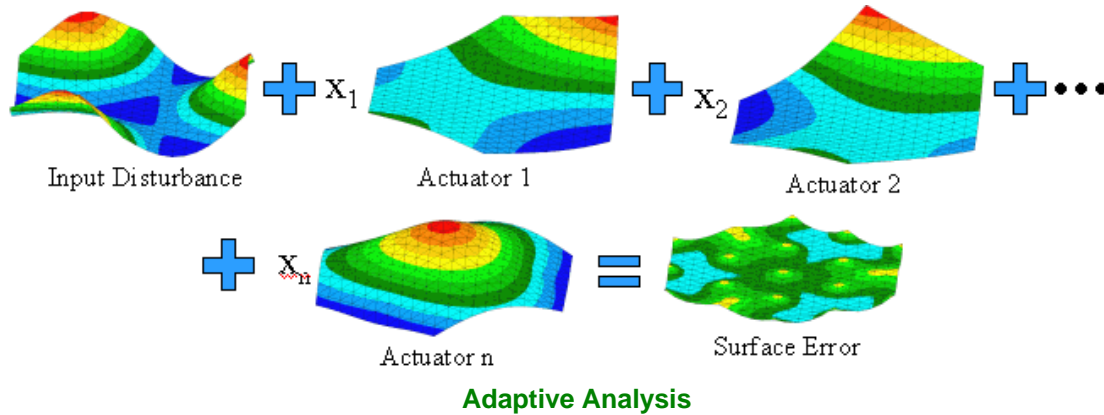 + x1 + x2 + •••
Input Disturbance
Actuator 1
Actuator 2
+ xn =
Actuator n
Surface Error
Adaptive Analysis